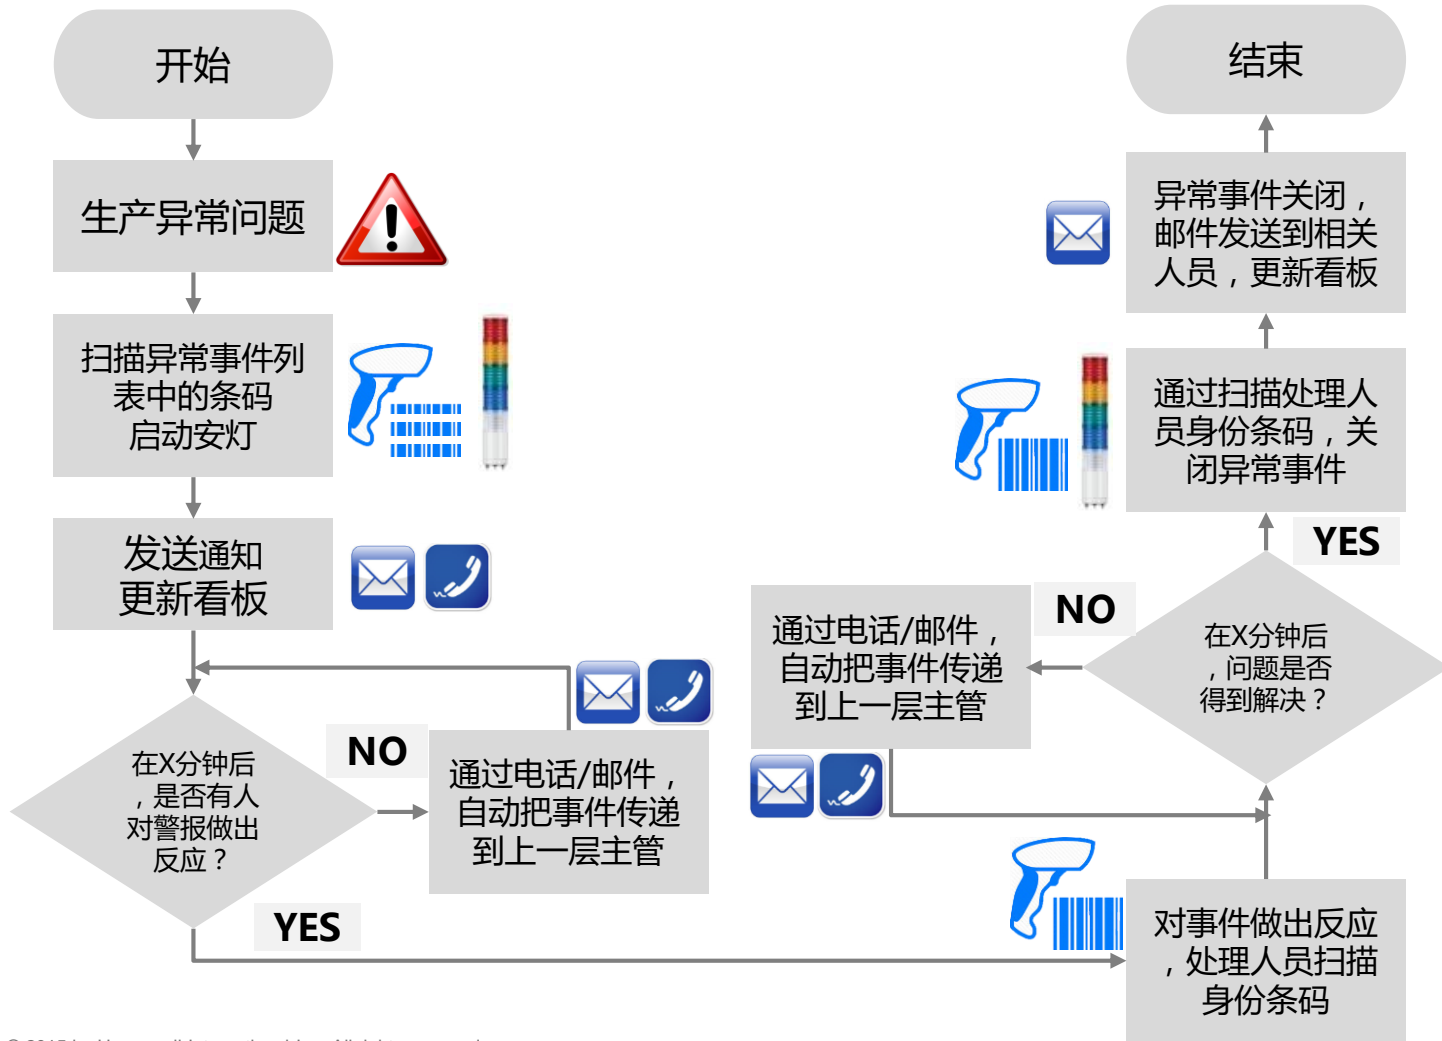 开始
生产异常问题
扫描异常事件列
表中的条码
启动安灯
发送通知
更新看板
在X分钟后
，是否有人
对警报做出
反应？
NO
通过电话/邮件，
自动把事件传递
到上一层主管
YES
对事件做出反应
，处理人员扫描
身份条码
在X分钟后
，问题是否
得到解决？
NO
通过电话/邮件，
自动把事件传递
到上一层主管
YES
通过扫描处理人
员身份条码，关
闭异常事件
异常事件关闭，
邮件发送到相关
人员，更新看板
结束